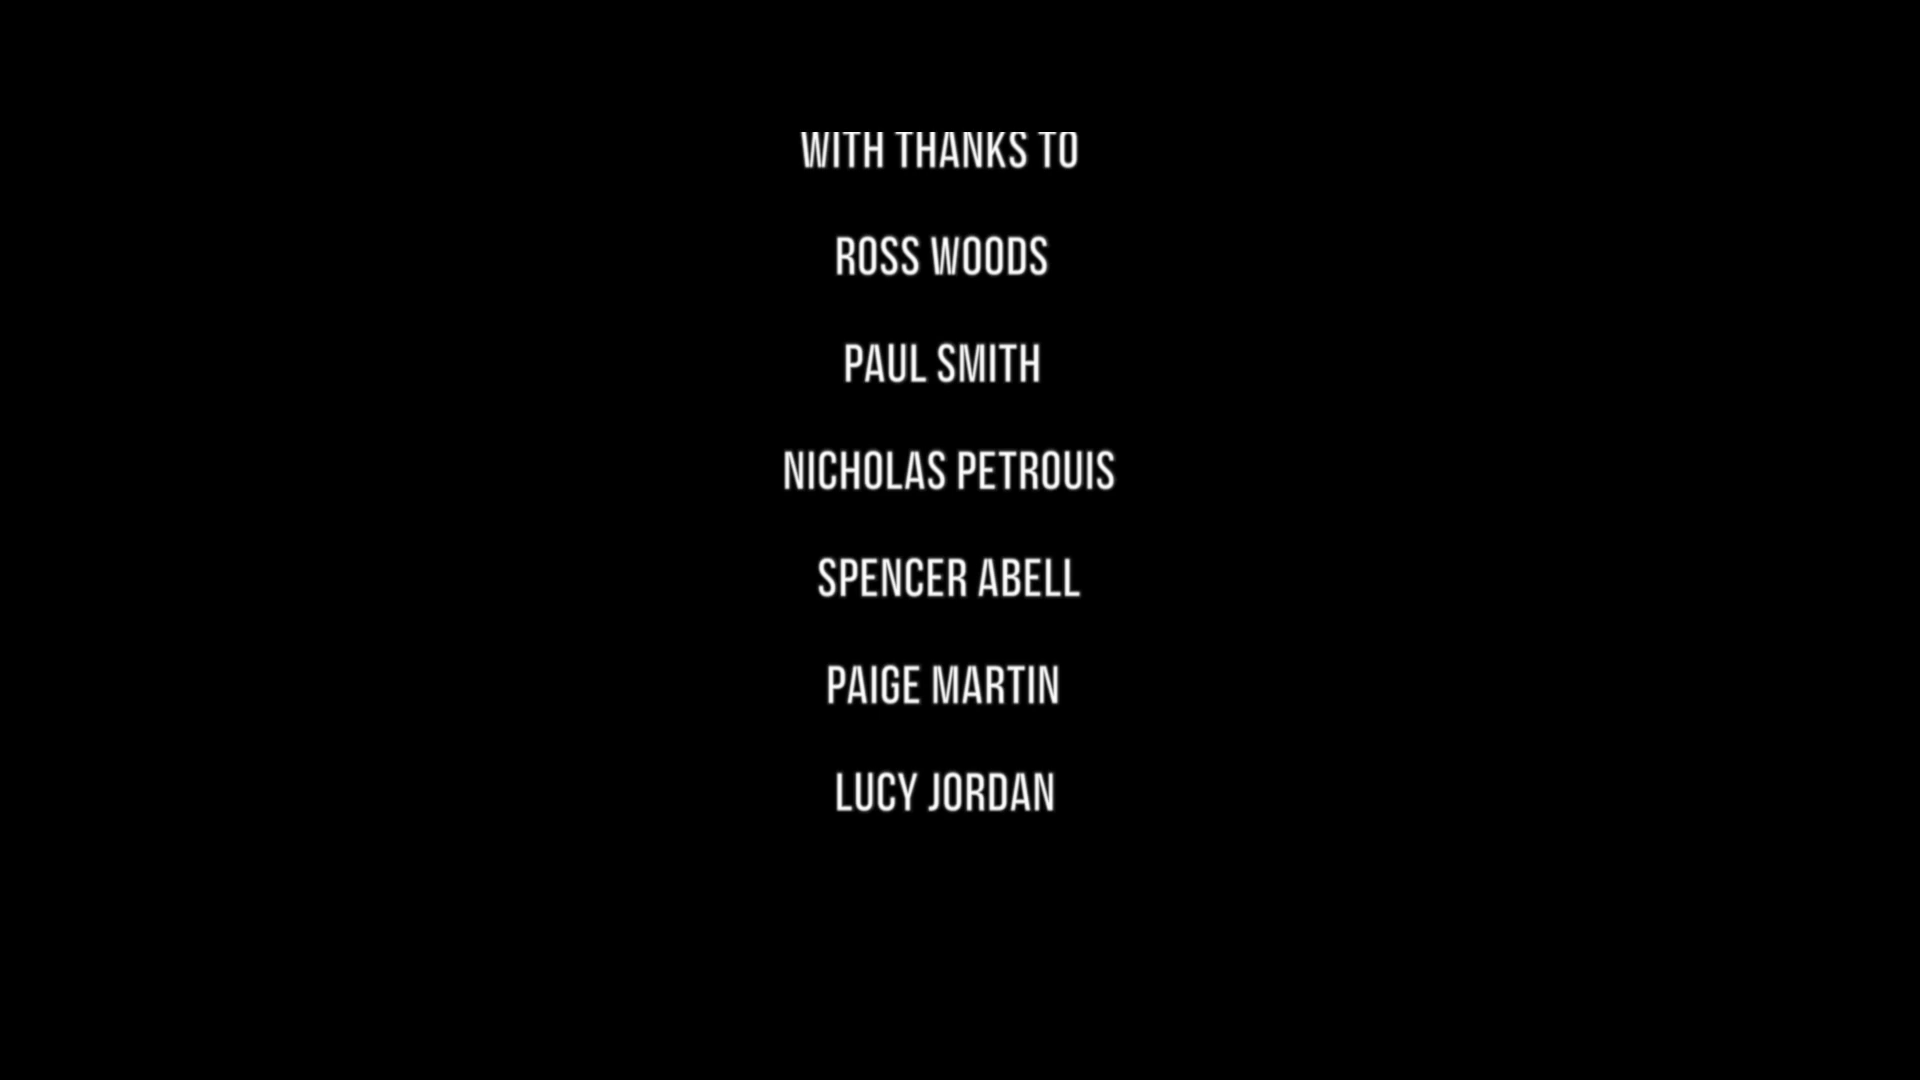 WITH THANKS TO
ROSS WOODS
PAUL SMITH
NICHOLAS PETROUIS
SPENCER ABELL
PAIGE MARTIN
LUCY JORDAN